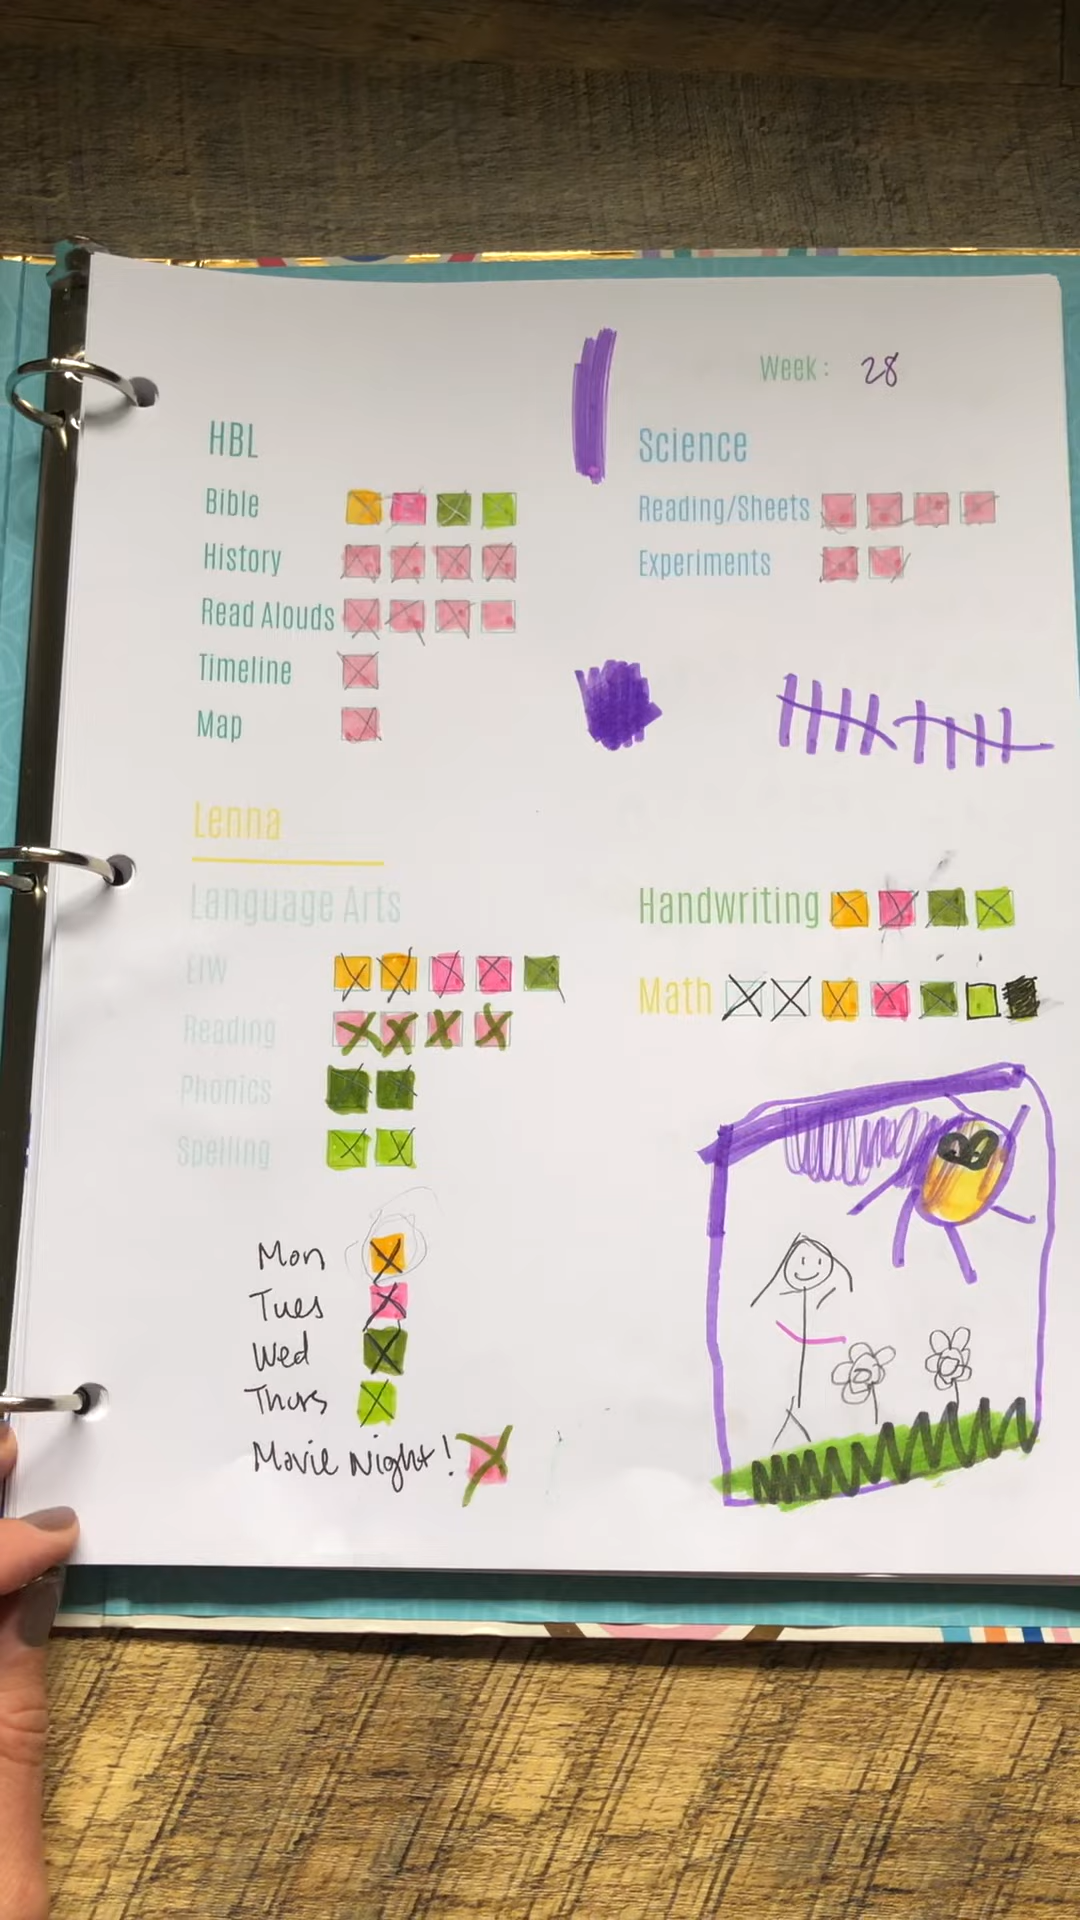 Week: 28
HBL
Bible
History
Read Alouds
Timeline
Map
Science
Reading/Sheets
Experiments
Lenna
Language Arts
EIW
Reading
Phonics
Spelling
Handwriting
Math
Mon
Tues
Wed
Thurs
Movie Night!